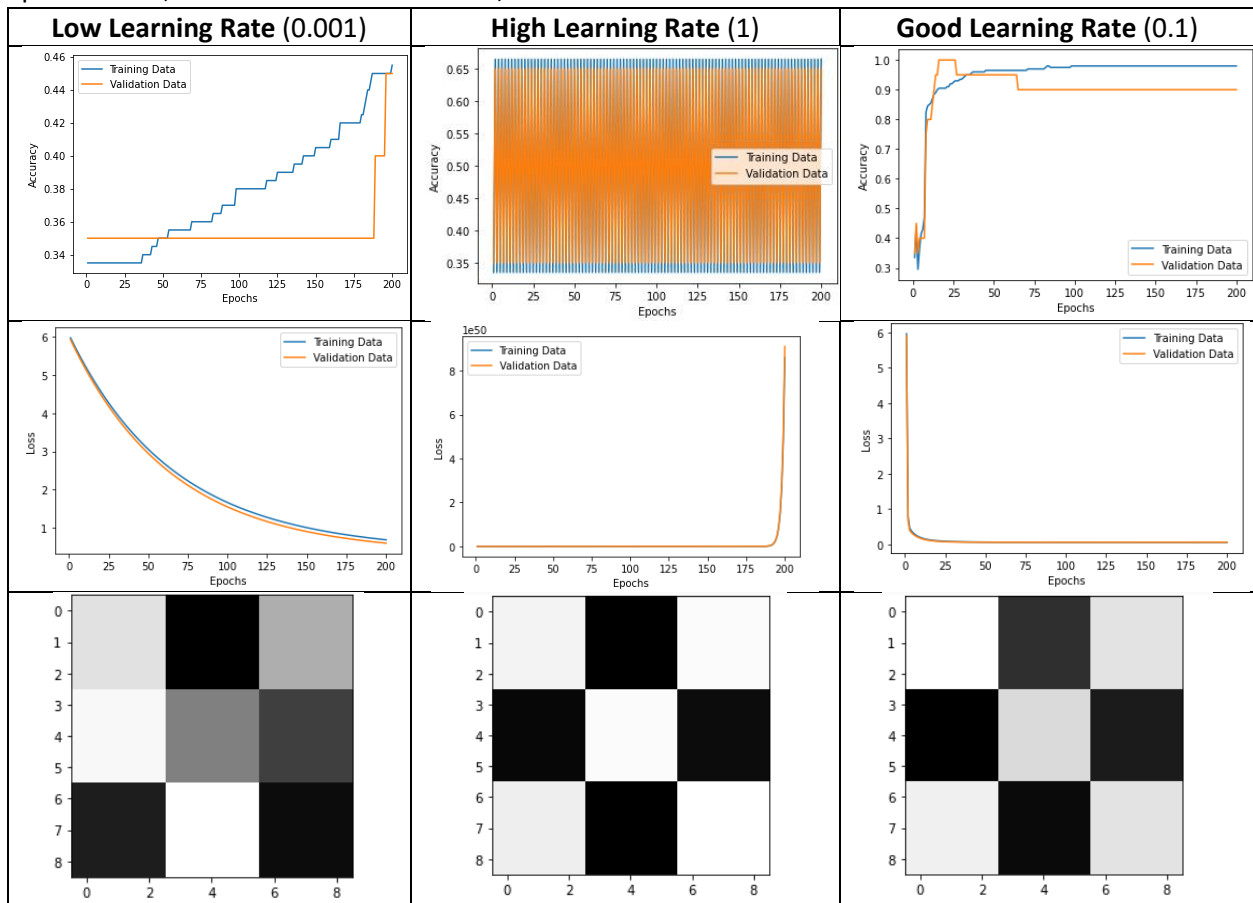 Low Learning Rate (0.001)
High Learning Rate (1)
Good Learning Rate (0.1)
0.46
0.44
0.42
0.40
0.38
0.36
0.34
Accuracy
Training Data
Validation Data
0 25 50 75 100 125 150 175 200
Epochs
0.65
0.60
0.55
0.50
0.45
0.40
0.35
Accuracy
Training Data
Validation Data
0 25 50 75 100 125 150 175 200
Epochs
1.0
0.9
0.8
0.7
0.6
0.5
0.4
0.3
Accuracy
Training Data
Validation Data
0 25 50 75 100 125 150 175 200
Epochs
6
5
4
3
2
1
Loss
Training Data
Validation Data
0 25 50 75 100 125 150 175 200
Epochs
1e50
8
6
4
2
0
Loss
Training Data
Validation Data
0 25 50 75 100 125 150 175 200
Epochs
6
5
4
3
2
1
0
Loss
Training Data
Validation Data
0 25 50 75 100 125 150 175 200
Epochs
0
1
2
3
4
5
6
7
8
0 2 4 6 8
0
1
2
3
4
5
6
7
8
0 2 4 6 8
0
1
2
3
4
5
6
7
8
0 2 4 6 8